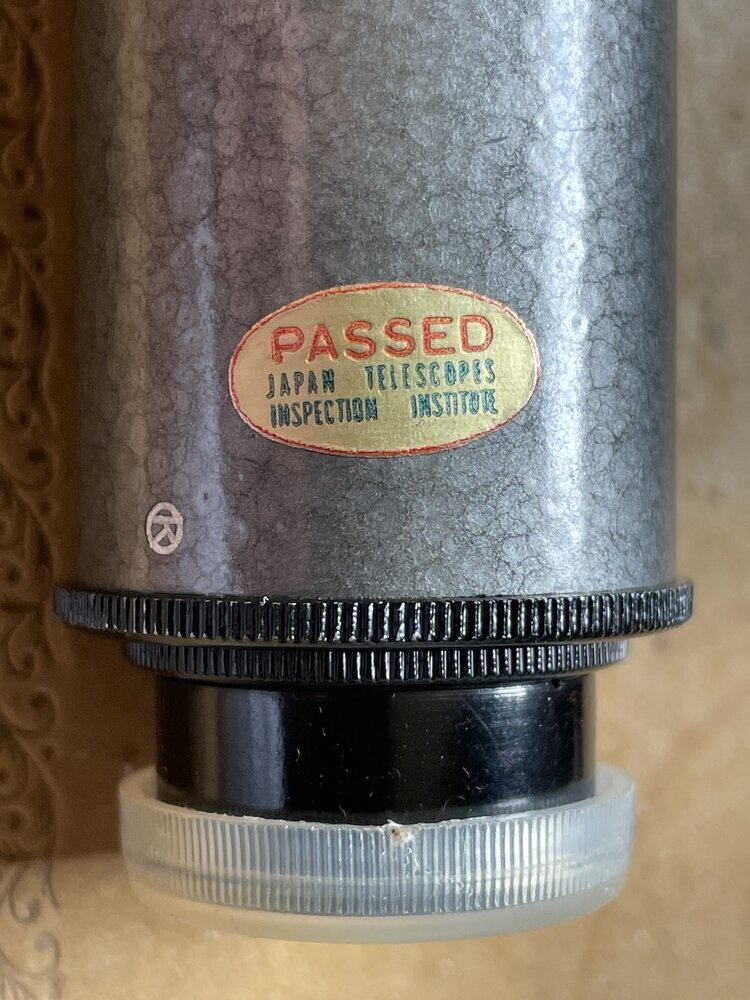 PASSED
JAPAN TELESCOPES
INSPECTION INSTITUTE
K